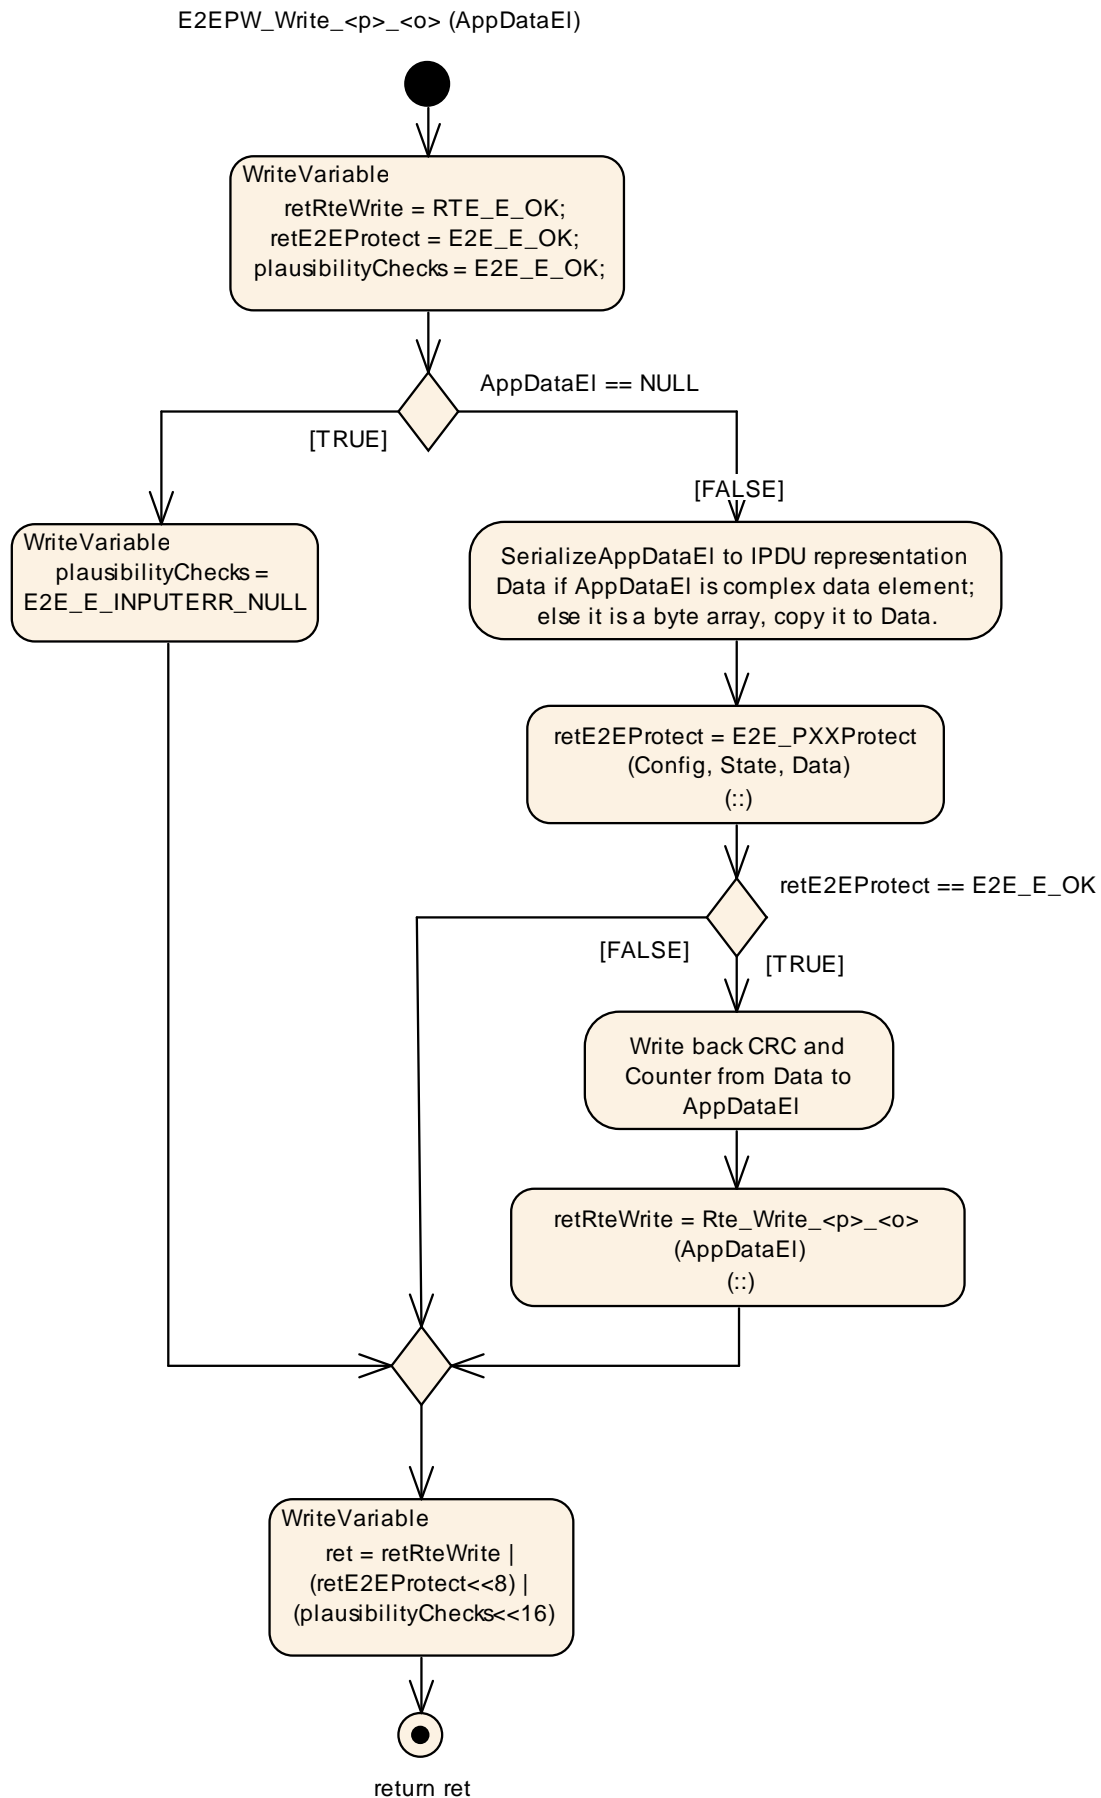 E2EPW_Write_<p>_<o> (AppDataEl)
WriteVariable
retRteWrite = RTE_E_OK;
retE2EProtect = E2E_E_OK;
plausibilityChecks = E2E_E_OK;
AppDataEl == NULL
[TRUE]
[FALSE]
WriteVariable
plausibilityChecks =
E2E_E_INPUTERR_NULL
SerializeAppDataEl to IPDU representation
Data if AppDataEl is complex data element;
else it is a byte array, copy it to Data.
retE2EProtect = E2E_PXXProtect
(Config, State, Data)
(::)
retE2EProtect == E2E_E_OK
[FALSE]
[TRUE]
Write back CRC and
Counter from Data to
AppDataEl
retRteWrite = Rte_Write_<p>_<o>
(AppDataEl)
(::)
WriteVariable
ret = retRteWrite |
(retE2EProtect<<8) |
(plausibilityChecks<<16)
return ret